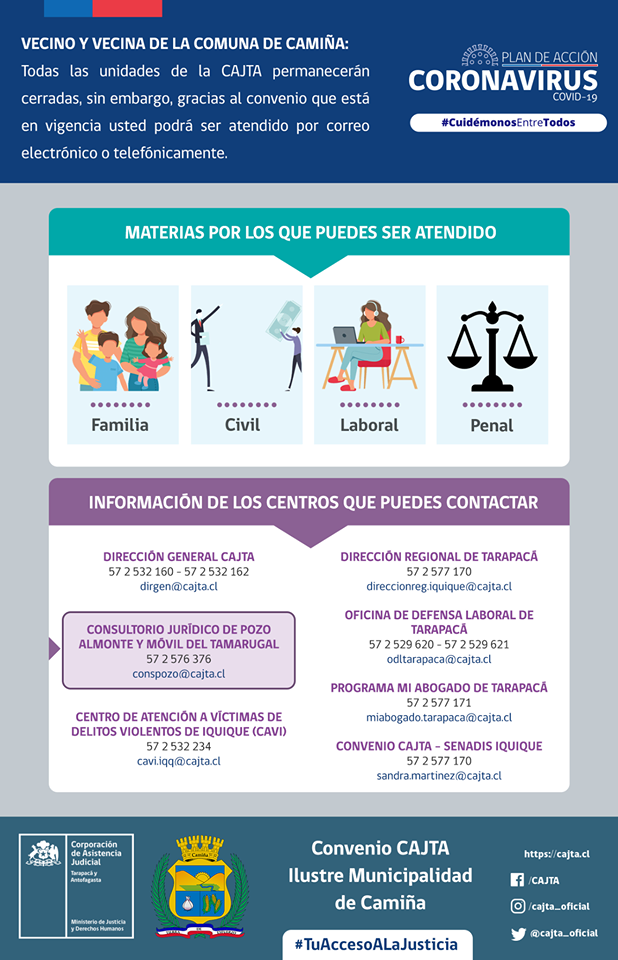 VECINO Y VECINA DE LA COMUNA DE CAMIÑA:
Todas las unidades de la CAJTA permanecerán
cerradas, sin embargo, gracias al convenio que está
en vigencia usted podrá ser atendido por correo
electrónico o telefónicamente.
PLAN DE ACCIÓN
CORONAVIRUS
COVID-19
#CuidémonosEntreTodos
MATERIAS POR LOS QUE PUEDES SER ATENDIDO
Familia
Civil
Laboral
Penal
INFORMACIÓN DE LOS CENTROS QUE PUEDES CONTACTAR
DIRECCIÓN GENERAL CAJTA
57 2 532 160 - 57 2 532 162
dirgen@cajta.cl
CONSULTORIO JURÍDICO DE POZO
ALMONTE Y MÓVIL DEL TAMARUGAL
57 2 576 376
conspozo@cajta.cl
CENTRO DE ATENCIÓN A VÍCTIMAS DE
DELITOS VIOLENTOS DE IQUIQUE (CAVI)
57 2 532 234
cavi.iqq@cajta.cl
DIRECCIÓN REGIONAL DE TARAPACÁ
57 2 577 170
direccionreg.iquique@cajta.cl
OFICINA DE DEFENSA LABORAL DE
TARAPACÁ
57 2 529 620 - 57 2 529 621
odltarapaca@cajta.cl
PROGRAMA MI ABOGADO DE TARAPACÁ
57 2 577 171
miabogado.tarapaca@cajta.cl
CONVENIO CAJTA - SENADIS IQUIQUE
57 2 577 170
sandra.martinez@cajta.cl
Corporación
de Asistencia
Judicial
Tarapacá y
Antofagasta
Ministerio de Justicia
y Derechos Humanos
Camiña
Convenio CAJTA
Ilustre Municipalidad
de Camiña
#TuAccesoALaJusticia
https://cajta.cl
/CAJTA
/cajta_oficial
@cajta_oficial